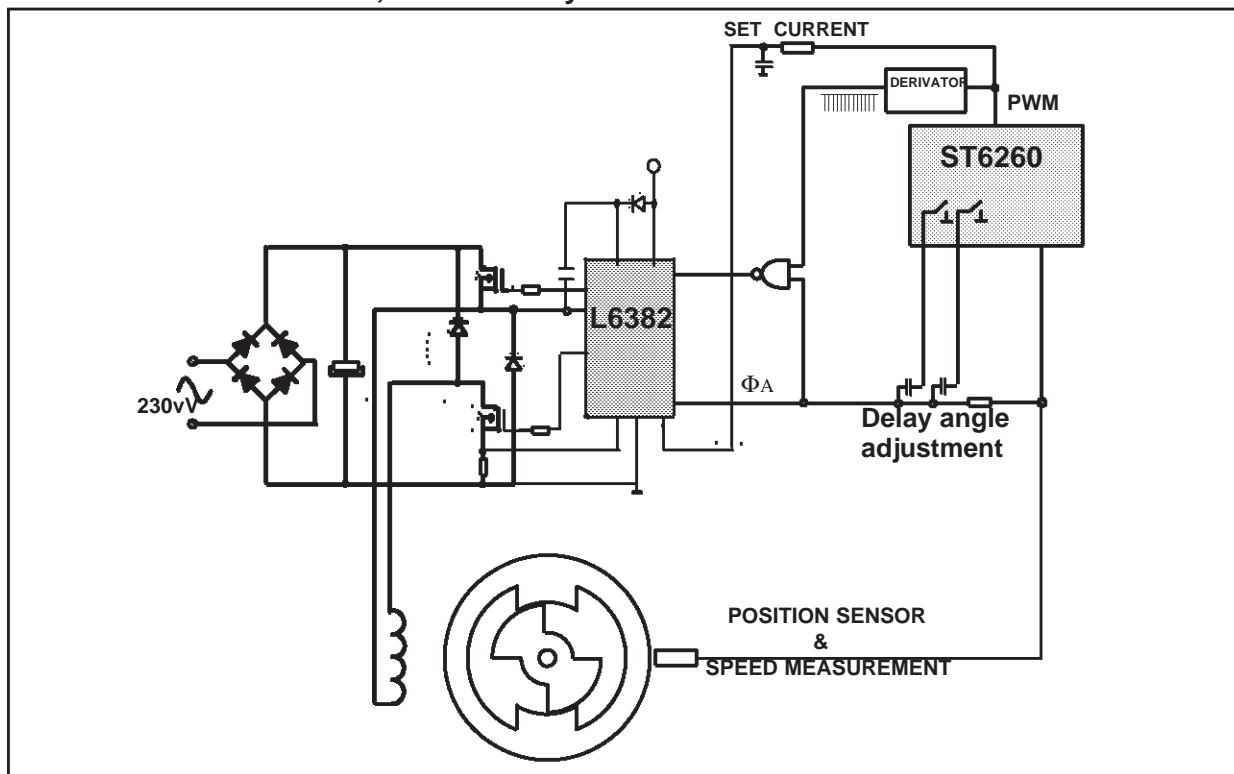 SET CURRENT
DERIVATOR
PWM
ST6260
L6382
ΦA
230vV
Delay angle
adjustment
POSITION SENSOR
&
SPEED MEASUREMENT